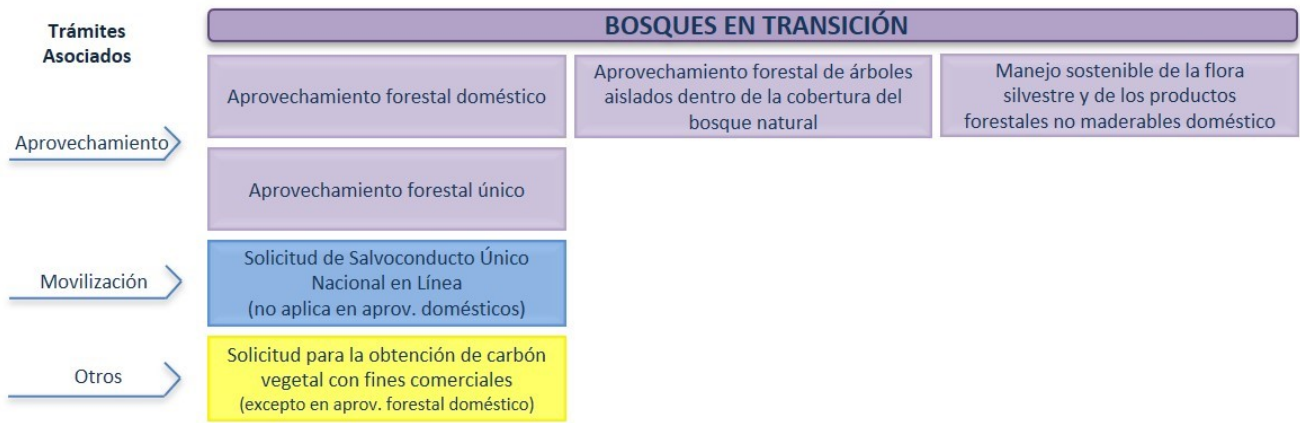 Trámites
Asociados
BOSQUES EN TRANSICIÓN
Aprovechamiento
Aprovechamiento forestal doméstico
Aprovechamiento forestal de árboles
aislados dentro de la cobertura del
bosque natural
Manejo sostenible de la flora
silvestre y de los productos
forestales no maderables doméstico
Aprovechamiento forestal único
Movilización
Solicitud de Salvoconducto Único
Nacional en Línea
(no aplica en aprov. domésticos)
Otros
Solicitud para la obtención de carbón
vegetal con fines comerciales
(excepto en aprov. forestal doméstico)